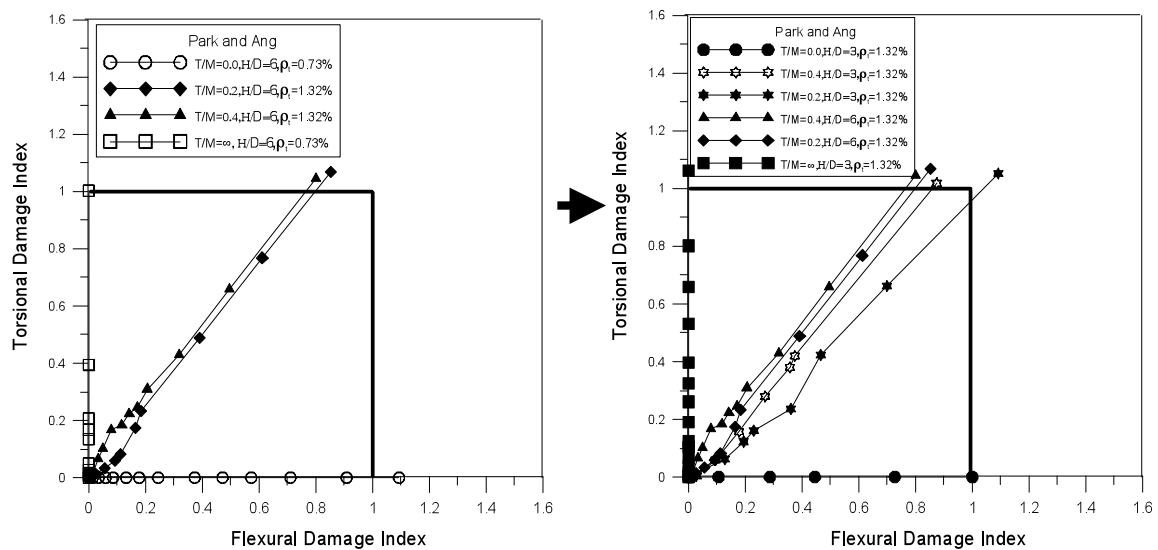 Park and Ang
T/M=0.0,H/D=6,ρt=0.73%
T/M=0.2,H/D=6,ρt=1.32%
T/M=0.4,H/D=6,ρt=1.32%
T/M=∞, H/D=6,ρt=0.73%
1.6
1.4
1.2
1
0.8
0.6
0.4
0.2
0
Torsional Damage Index
0 0.2 0.4 0.6 0.8 1 1.2 1.4 1.6
Flexural Damage Index
Park and Ang
T/M=0.0,H/D=3,ρt=1.32%
T/M=0.4,H/D=3,ρt=1.32%
T/M=0.2,H/D=3,ρt=1.32%
T/M=0.4,H/D=6,ρt=1.32%
T/M=0.2,H/D=6,ρt=1.32%
T/M=∞,H/D=3,ρt=1.32%
1.6
1.4
1.2
1
0.8
0.6
0.4
0.2
0
Torsional Damage Index
0 0.2 0.4 0.6 0.8 1 1.2 1.4 1.6
Flexural Damage Index